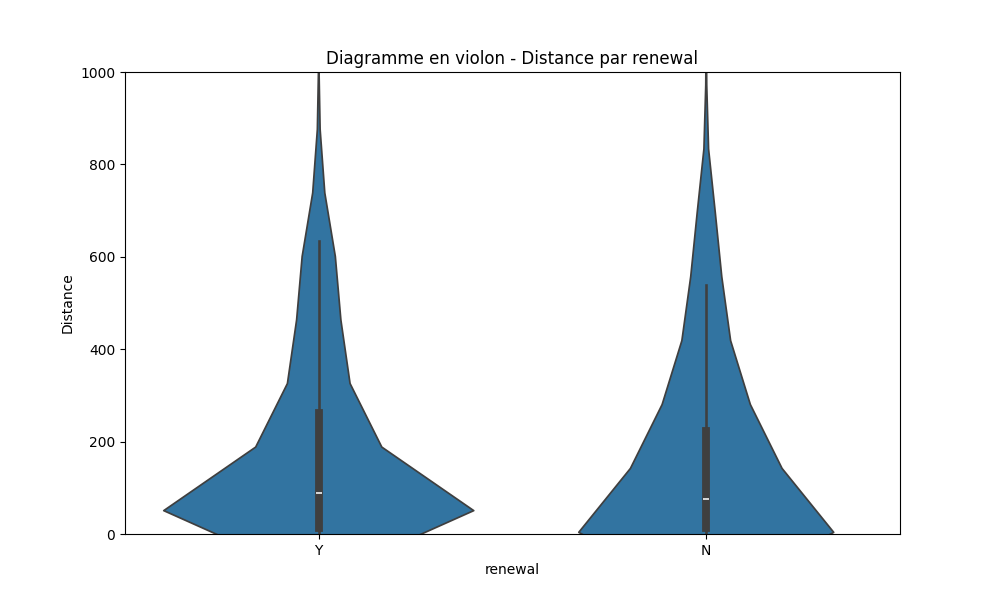 Diagramme en violon - Distance par renewal
1000
800
600
400
200
0
Distance
Y
N
renewal